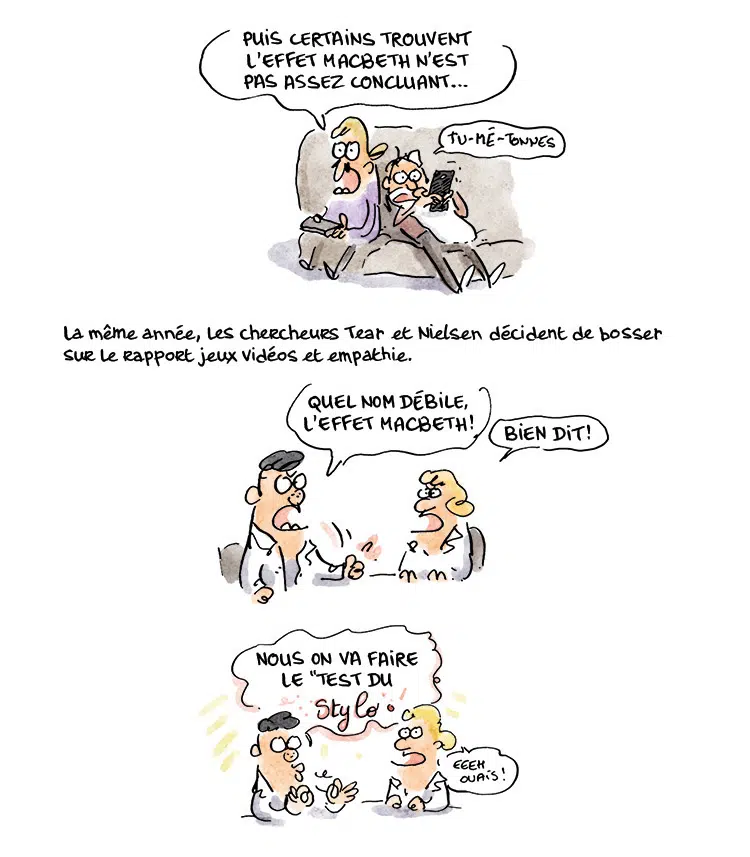 PUIS CERTAINS TROUVENT
L'EFFET MACBETH N'EST
PAS ASSEZ CONCLUANT...
TU-MÉ-TONNES
La même année, les chercheurs Tear et Nielsen décident de bosser
sur le rapport jeux vidéos et empathie.
QUEL NOM DÉBILE,
L'EFFET MACBETH!
BIEN DIT!
NOUS ON VA FAIRE
LE "TEST DU
Stylo!
EEEH
OUAIS!